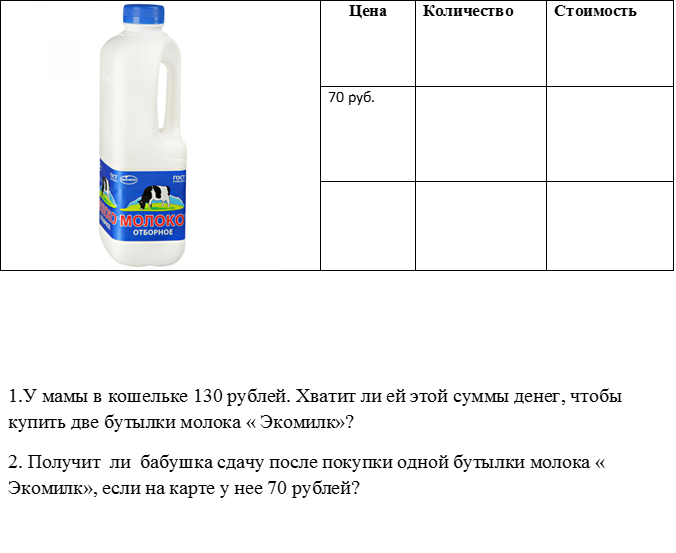 Цена Количество Стоимость
70 руб.
ГОСТ
МОЛОКО
ОТБОРНОЕ
1.У мамы в кошельке 130 рублей. Хватит ли ей этой суммы денег, чтобы
купить две бутылки молока « Экомилк»?
2. Получит ли бабушка сдачу после покупки одной бутылки молока «
Экомилк», если на карте у нее 70 рублей?